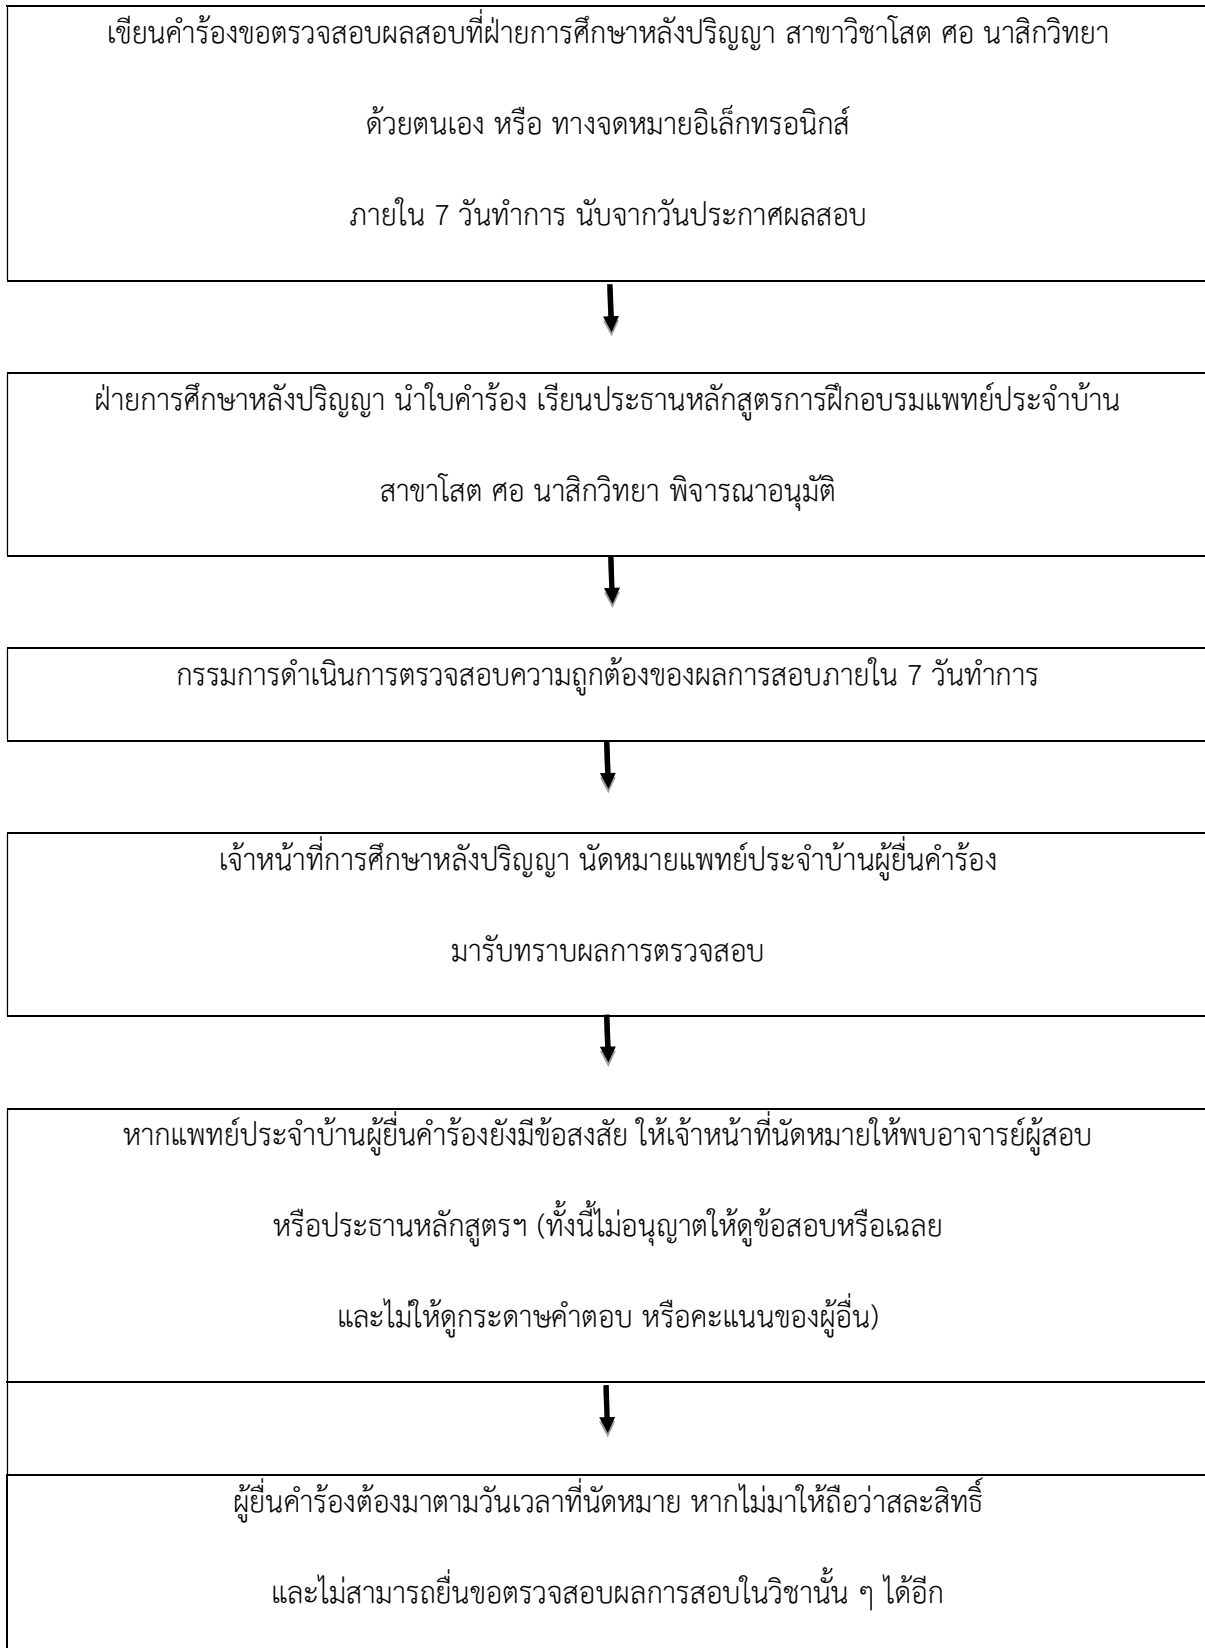 เขียนคำร้องขอตรวจสอบผลสอบที่ฝ่ายการศึกษาหลังปริญญา สาขาวิชาโสต ศอ นาสิกวิทยา
ด้วยตนเอง หรือ ทางจดหมายอิเล็กทรอนิกส์
ภายใน 7 วันทำการ นับจากวันประกาศผลสอบ
ฝ่ายการศึกษาหลังปริญญา นำใบคำร้อง เรียนประธานหลักสูตรการฝึกอบรมแพทย์ประจำบ้าน
สาขาโสต ศอ นาสิกวิทยา พิจารณาอนุมัติ
กรรมการดำเนินการตรวจสอบความถูกต้องของผลการสอบภายใน 7 วันทำการ
เจ้าหน้าที่การศึกษาหลังปริญญา นัดหมายแพทย์ประจำบ้านผู้ยื่นคำร้อง
มารับทราบผลการตรวจสอบ
หากแพทย์ประจำบ้านผู้ยื่นคำร้องยังมีข้อสงสัย ให้เจ้าหน้าที่นัดหมายให้พบอาจารย์ผู้สอบ
หรือประธานหลักสูตรฯ (ทั้งนี้ไม่อนุญาตให้ดูข้อสอบหรือเฉลย
และไม่ให้ดูกระดาษคำตอบ หรือคะแนนของผู้อื่น)
ผู้ยื่นคำร้องต้องมาตามวันเวลาที่นัดหมาย หากไม่มาให้ถือว่าสละสิทธิ์
และไม่สามารถยื่นขอตรวจสอบผลการสอบในวิชานั้น ๆ ได้อีก